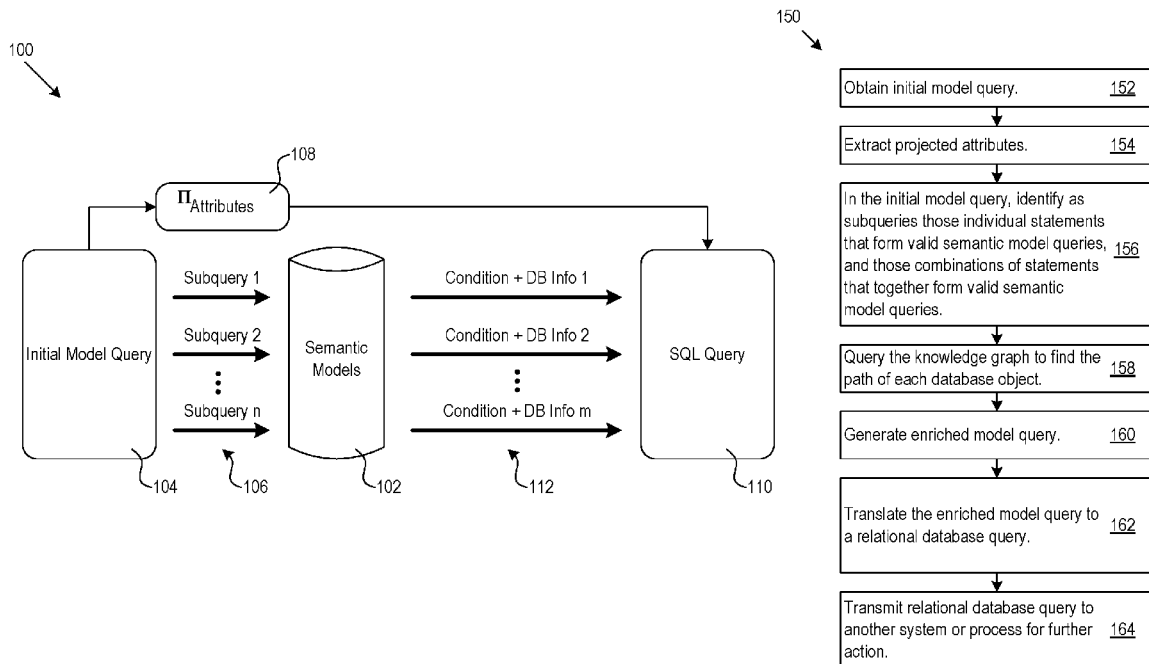 100
108
Π Attributes
Initial Model Query
104
Subquery 1
Subquery 2
Subquery n
106
Semantic
Models
102
Condition + DB Info 1
Condition + DB Info 2
Condition + DB Info m
112
SQL Query
110
150
Obtain initial model query. 152
Extract projected attributes. 154
In the initial model query, identify as
subqueries those individual statements
that form valid semantic model queries, 156
and those combinations of statements
that together form valid semantic
model queries.
Query the knowledge graph to find the
path of each database object. 158
Generate enriched model query. 160
Translate the enriched model query to
a relational database query. 162
Transmit relational database query to
another system or process for further 164
action.